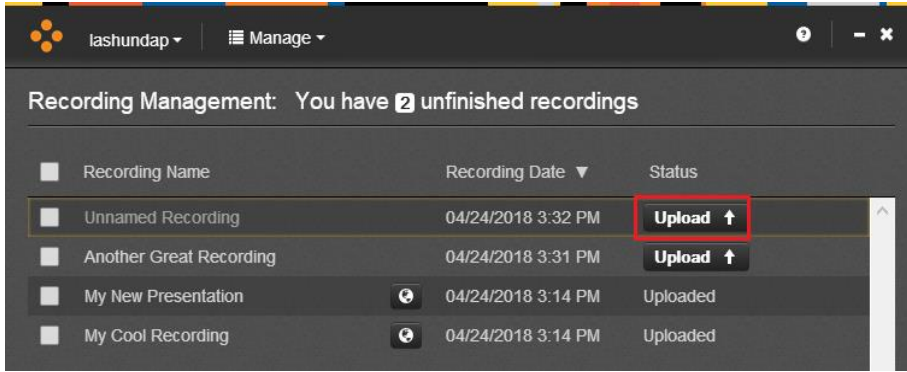 lashundap Manage
Recording Management: You have 2 unfinished recordings
Recording Name Recording Date ▼ Status
Unnamed Recording 04/24/2018 3:32 PM Upload
Another Great Recording 04/24/2018 3:31 PM Upload
My New Presentation 04/24/2018 3:14 PM Uploaded
My Cool Recording 04/24/2018 3:14 PM Uploaded